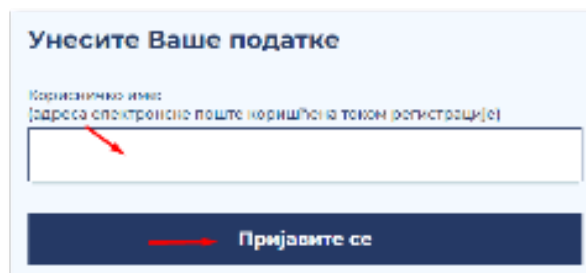 Унесите Ваше податке
Корисничко име:
(адреса електронске поште коришћена током регистрације)
Пријавите се